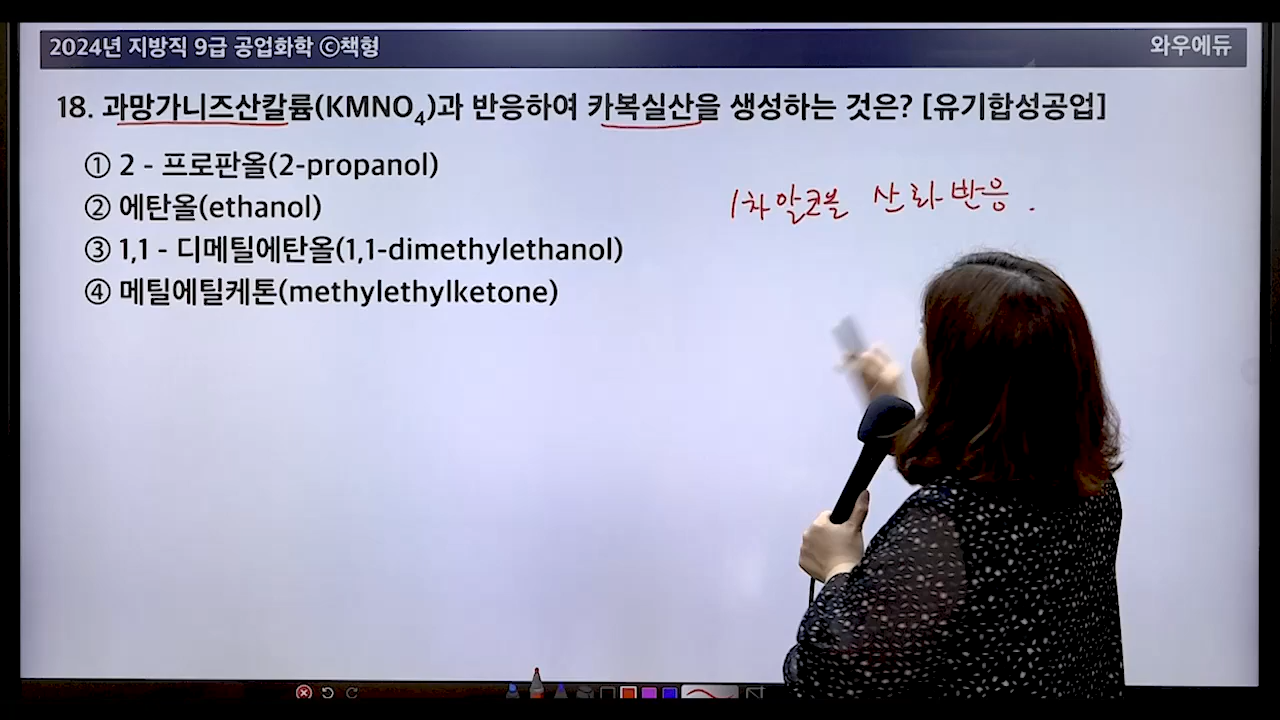 2024년 지방직 9급 공업화학 ⓒ책형
와우에듀
18. 과망가니즈산칼륨(KMNO₄)과 반응하여 카복실산을 생성하는 것은? [유기합성공업]
① 2 - 프로판올(2-propanol)
② 에탄올(ethanol)
③ 1,1 - 디메틸에탄올(1,1-dimethylethanol)
④ 메틸에틸케톤(methylethylketone)
1차알코올 산화반응.